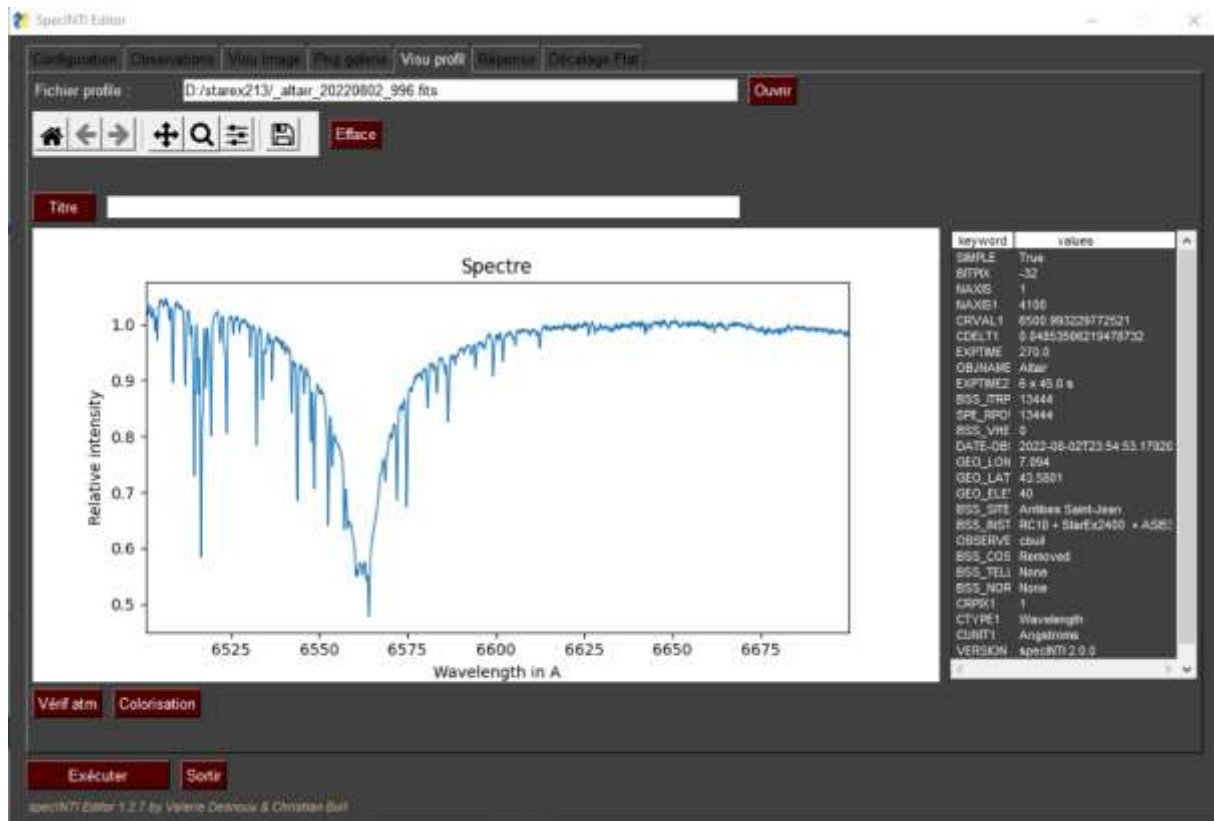 SpecINTI Editor
Configuration Observations Visu image Png galerie Visu profil Réponse Décalage Flat
Fichier profile : D:/starex213/_altair_20220802_996.fits Ouvrir
Efface
Titre
Spectre
1.0
0.9
0.8
0.7
0.6
0.5
Relative intensity
6525 6550 6575 6600 6625 6650 6675
Wavelength in A
keyword values
SIMPLE True
BITPIX -32
NAXIS 1
NAXIS1 4100
CRVAL1 6500.993229772521
CDELT1 0.04853506219478732
EXPTIME 270.0
OBJNAME Altair
EXPTIME2 6 x 45.0 s
BSS_ITRP 13444
SPE_RPO 13444
BSS_VHE 0
DATE-OB 2022-08-02T23:54:53.17820
GEO_LON 7.094
GEO_LAT 43.5801
GEO_ELE 40
BSS_SITE Antibes Saint-Jean
BSS_INST RC10 + StarEx2400 + ASI5
OBSERVE cbuil
BSS_COS Removed
BSS_TELL None
BSS_NOR None
CRPIX1 1
CTYPE1 Wavelength
CUNIT1 Angstroms
VERSION specINTI 2.0.0
Vérif atm Colorisation
Exécuter Sortir
specINTI Editor 1.2.7 by Valerie Desnoux & Christian Buil